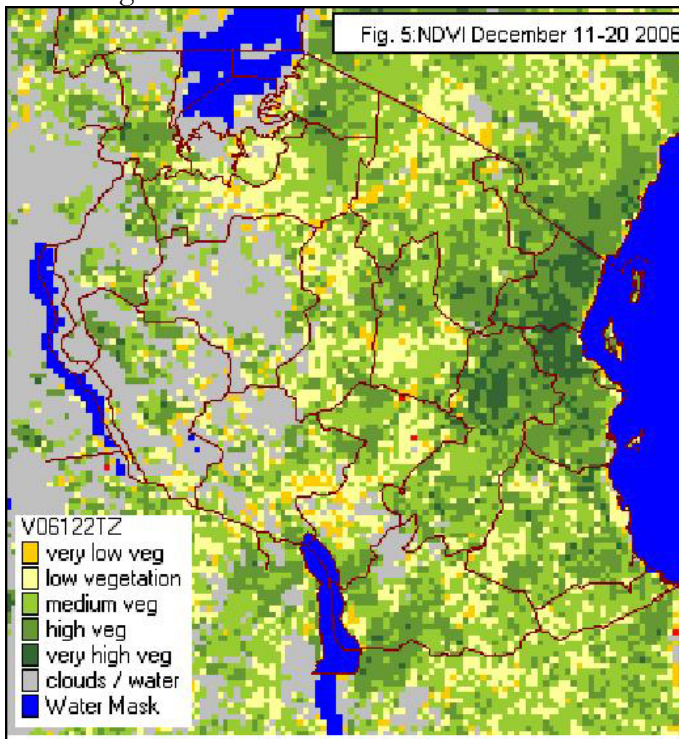 Fig. 5:NDVI December 11-20 2006
V06122TZ
very low veg
low vegetation
medium veg
high veg
very high veg
clouds / water
Water Mask